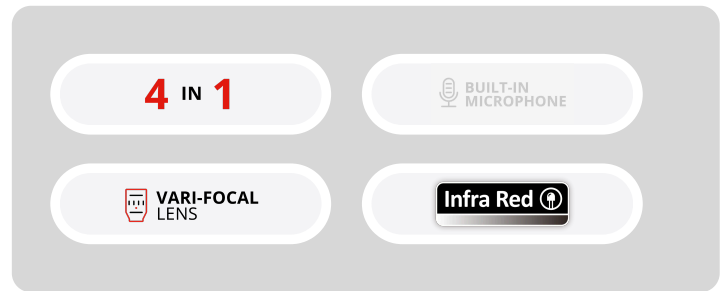 4 IN 1
BUILT-IN
MICROPHONE
VARI-FOCAL
LENS
Infra Red